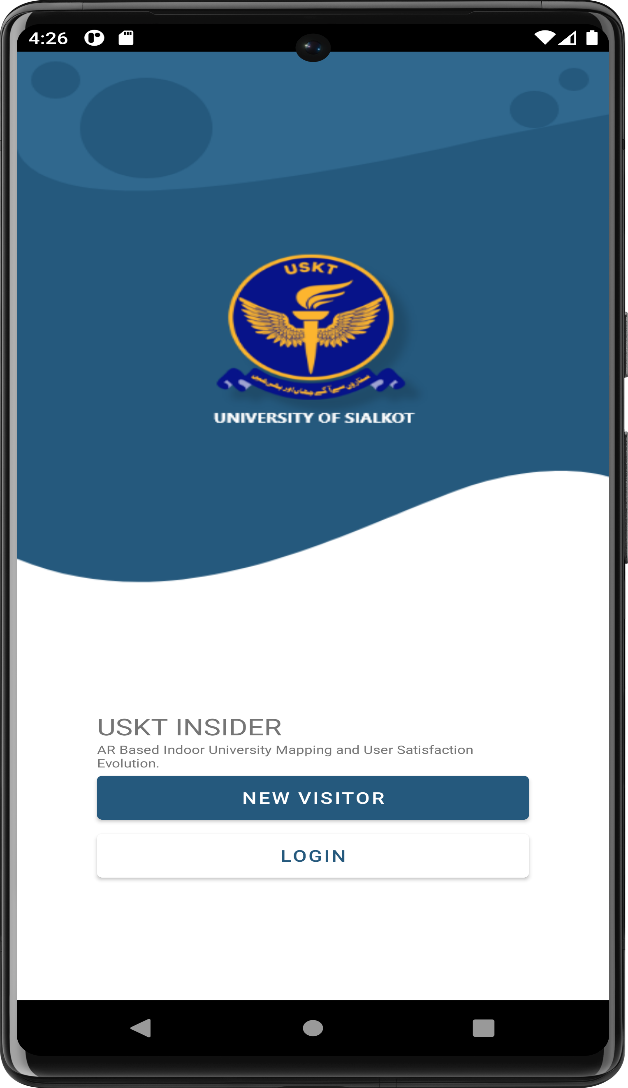 4:26
USKT
UNIVERSITY OF SIALKOT
USKT INSIDER
AR Based Indoor University Mapping and User Satisfaction
Evolution.
NEW VISITOR
LOGIN